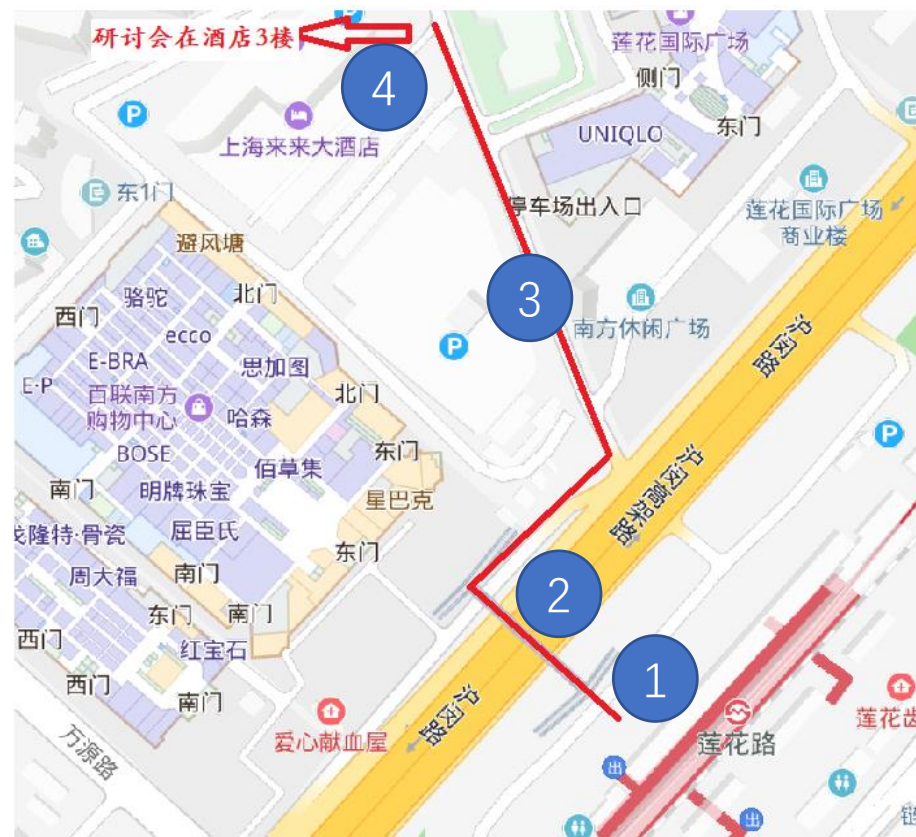 研讨会在酒店3楼
P
莲花国际广场
4
侧门
P
UNIQLO
东门
上海来来大酒店
东1门
莲花国际广场
商业楼
停车场出入口
避风塘
北门
骆驼
西门
3
南方休闲广场
沪闵路
ecco
E-BRA
思加图
P
E-P
百联南方
购物中心
哈森
北门
BOSE
东门
P
佰草集
沪闵高架路
南门
明牌珠宝
星巴克
戈隆特·骨瓷
屈臣氏
东门
周大福
南门
2
东门
南门
西门
红宝石
1
西门
南门
沪闵路
爱心献血屋
莲花路
莲花齿
万源路
出
出